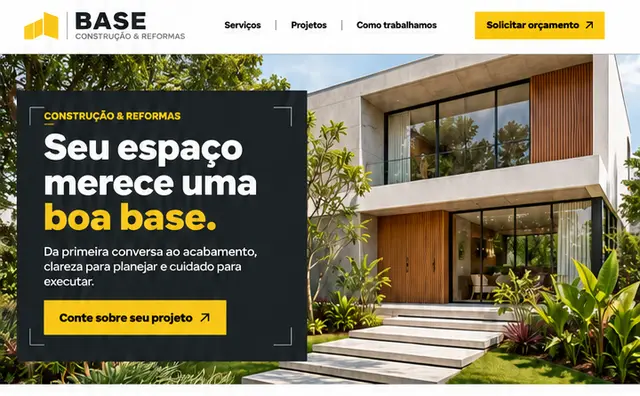 BASE
CONSTRUÇÃO & REFORMAS
Serviços | Projetos | Como trabalhamos
Solicitar orçamento ↗
CONSTRUÇÃO & REFORMAS
Seu espaço
merece uma
boa base.
Da primeira conversa ao acabamento,
clareza para planejar e cuidado para
executar.
Conte sobre seu projeto ↗